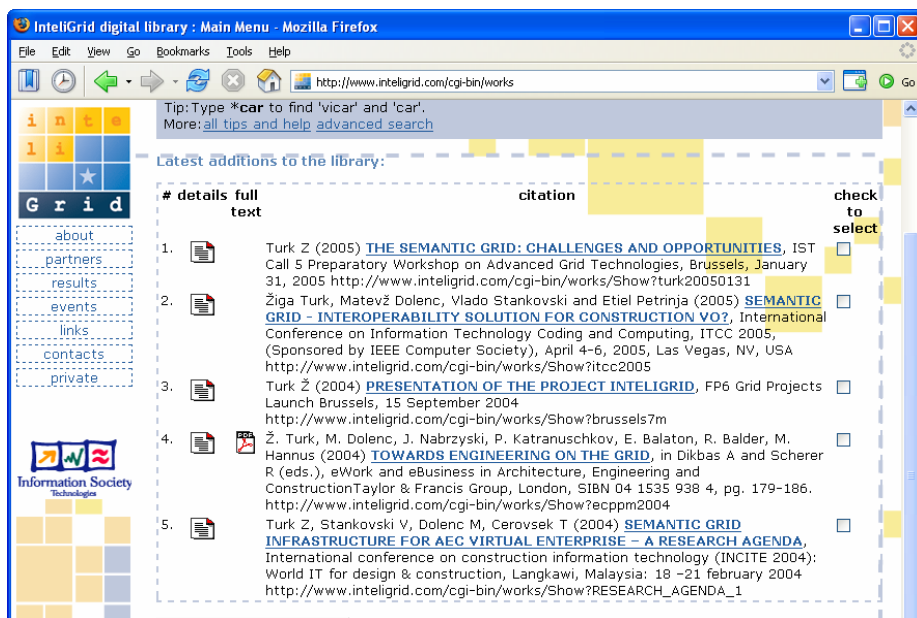 InteliGrid digital library : Main Menu - Mozilla Firefox
File Edit View Go Bookmarks Tools Help
http://www.inteligrid.com/cgi-bin/works
Go
inte
li
Grid
about
partners
results
events
links
contacts
private
Information Society
Technologies
Tip: Type *car to find 'vicar' and 'car'.
More: all tips and help advanced search
Latest additions to the library:
# details full text citation check to select
1. Turk Z (2005) THE SEMANTIC GRID: CHALLENGES AND OPPORTUNITIES, IST
Call 5 Preparatory Workshop on Advanced Grid Technologies, Brussels, January
31, 2005 http://www.inteligrid.com/cgi-bin/works/Show?turk20050131
2. Žiga Turk, Matevž Dolenc, Vlado Stankovski and Etiel Petrinja (2005) SEMANTIC
GRID - INTEROPERABILITY SOLUTION FOR CONSTRUCTION VO?, International
Conference on Information Technology Coding and Computing, ITCC 2005,
(Sponsored by IEEE Computer Society), April 4-6, 2005, Las Vegas, NV, USA
http://www.inteligrid.com/cgi-bin/works/Show?itcc2005
3. Turk Ž (2004) PRESENTATION OF THE PROJECT INTELIGRID, FP6 Grid Projects
Launch Brussels, 15 September 2004
http://www.inteligrid.com/cgi-bin/works/Show?brussels7m
4. PDF Ž. Turk, M. Dolenc, J. Nabrzyski, P. Katranuschkov, E. Balaton, R. Balder, M.
Hannus (2004) TOWARDS ENGINEERING ON THE GRID, in Dikbas A and Scherer
R (eds.), eWork and eBusiness in Architecture, Engineering and
ConstructionTaylor & Francis Group, London, SIBN 04 1535 938 4, pg. 179-186.
http://www.inteligrid.com/cgi-bin/works/Show?ecppm2004
5. Turk Z, Stankovski V, Dolenc M, Cerovsek T (2004) SEMANTIC GRID
INFRASTRUCTURE FOR AEC VIRTUAL ENTERPRISE – A RESEARCH AGENDA,
International conference on construction information technology (INCITE 2004):
World IT for design & construction, Langkawi, Malaysia: 18 –21 february 2004
http://www.inteligrid.com/cgi-bin/works/Show?RESEARCH_AGENDA_1